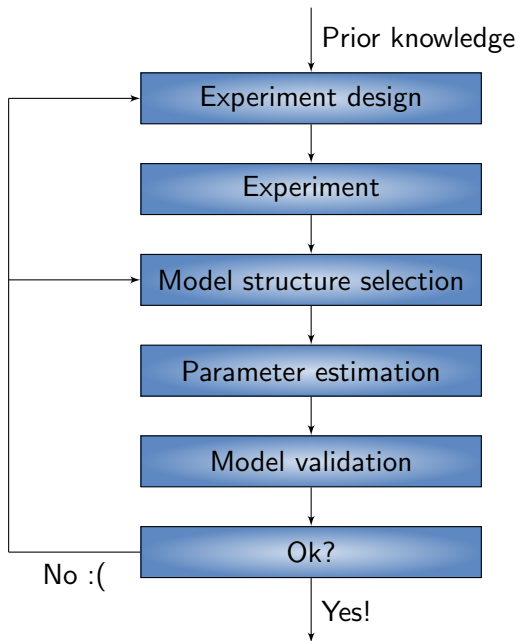 Prior knowledge
Experiment design
Experiment
Model structure selection
Parameter estimation
Model validation
Ok?
No :(
Yes!